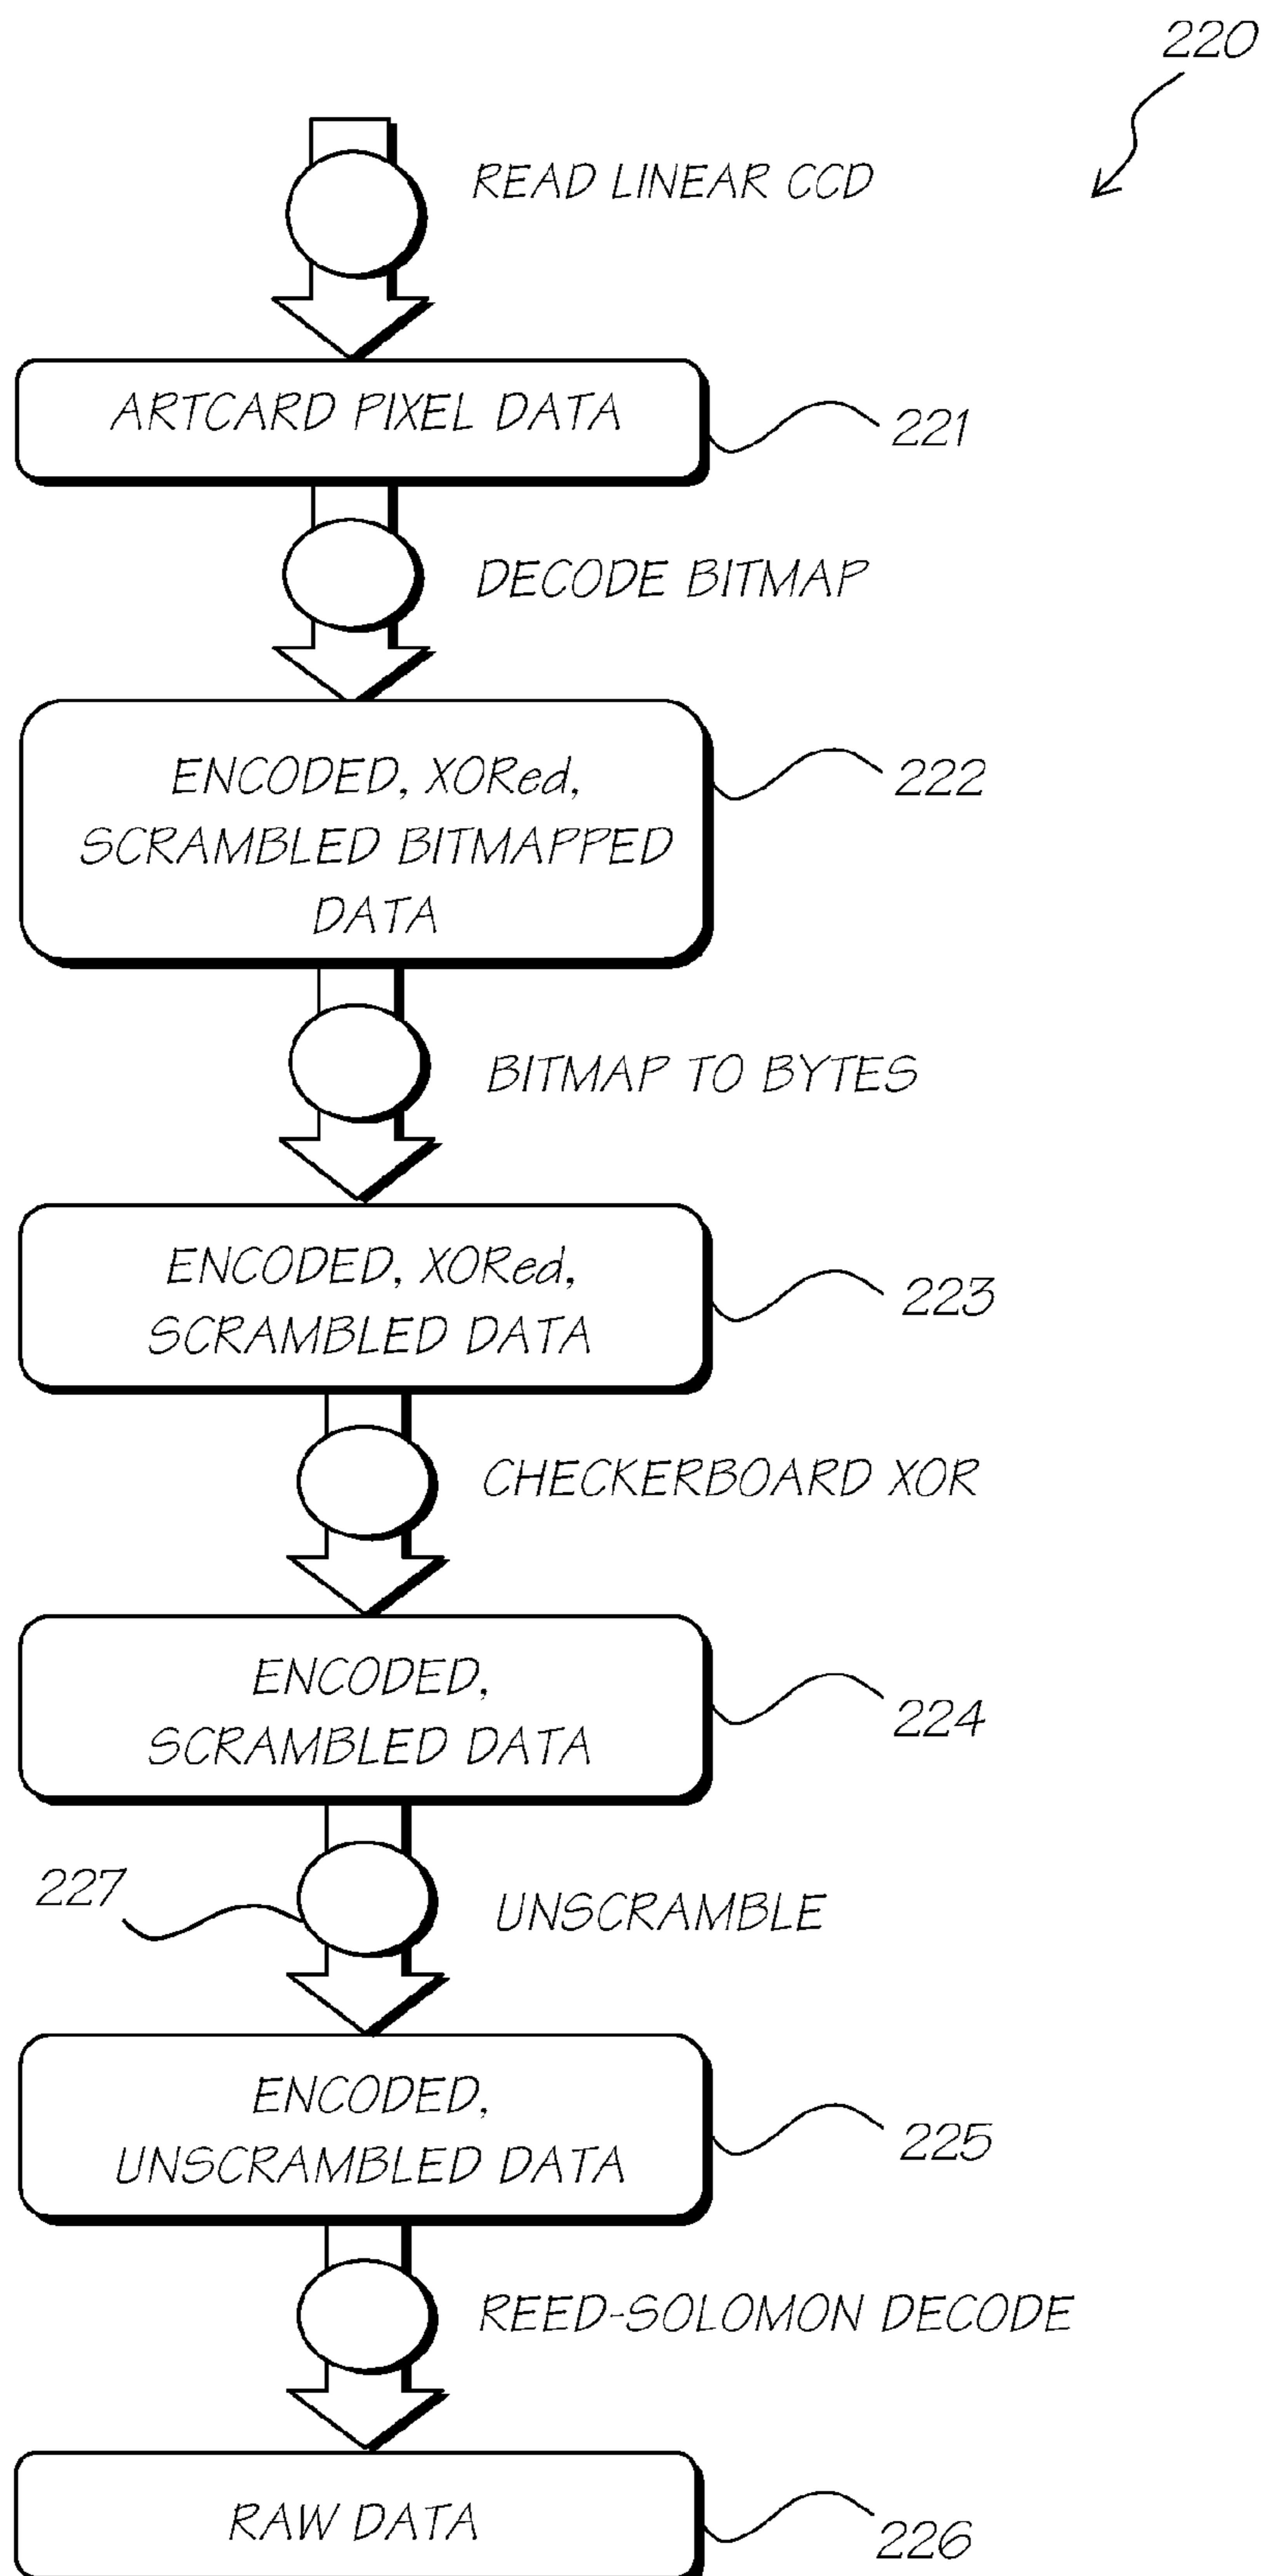 220
READ LINEAR CCD
ARTCARD PIXEL DATA
221
DECODE BITMAP
ENCODED, XORed,
SCRAMBLED BITMAPPED
DATA
222
BITMAP TO BYTES
ENCODED, XORed,
SCRAMBLED DATA
223
CHECKERBOARD XOR
ENCODED,
SCRAMBLED DATA
224
227
UNSCRAMBLE
ENCODED,
UNSCRAMBLED DATA
225
REED-SOLOMON DECODE
RAW DATA
226